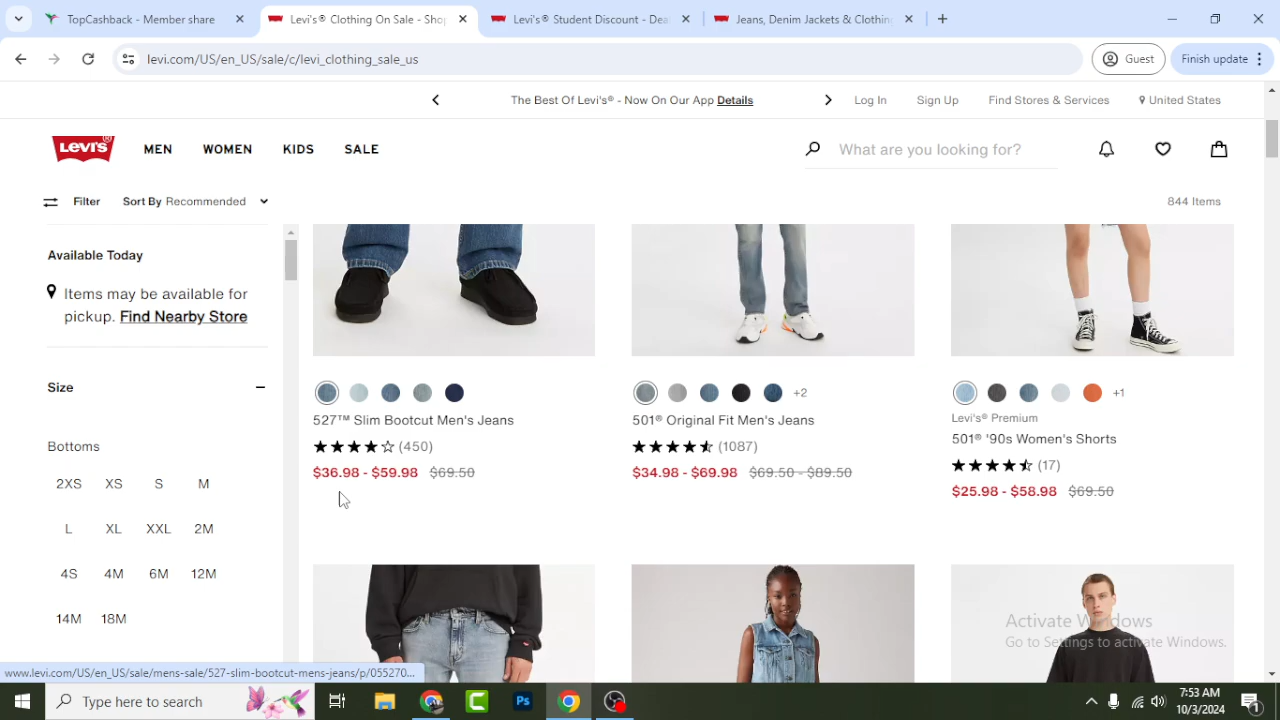 TopCashback - Member share
Levi's® Clothing On Sale - Shop
Levi's® Student Discount - Dea
Jeans, Denim Jackets & Clothin
levi.com/US/en_US/sale/c/levi_clothing_sale_us
Guest
Finish update
The Best Of Levi's® - Now On Our App Details
Log In
Sign Up
Find Stores & Services
United States
Levi's®
MEN
WOMEN
KIDS
SALE
What are you looking for?
Filter
Sort By Recommended
844 Items
Available Today
Items may be available for
pickup. Find Nearby Store
Size
Bottoms
2XS XS S M
L XL XXL 2M
4S 4M 6M 12M
14M 18M
527™ Slim Bootcut Men's Jeans
(450)
$36.98 - $59.98 $69.50
+2
501® Original Fit Men's Jeans
(1087)
$34.98 - $69.98 $69.50 - $89.50
+1
Levi's® Premium
501® '90s Women's Shorts
(17)
$25.98 - $58.98 $69.50
Activate Windows
Go to Settings to activate Windows.
www.levi.com/US/en_US/sale/mens-sale/527-slim-bootcut-mens-jeans/p/055270...
Type here to search
Ps
7:53 AM
10/3/2024
1